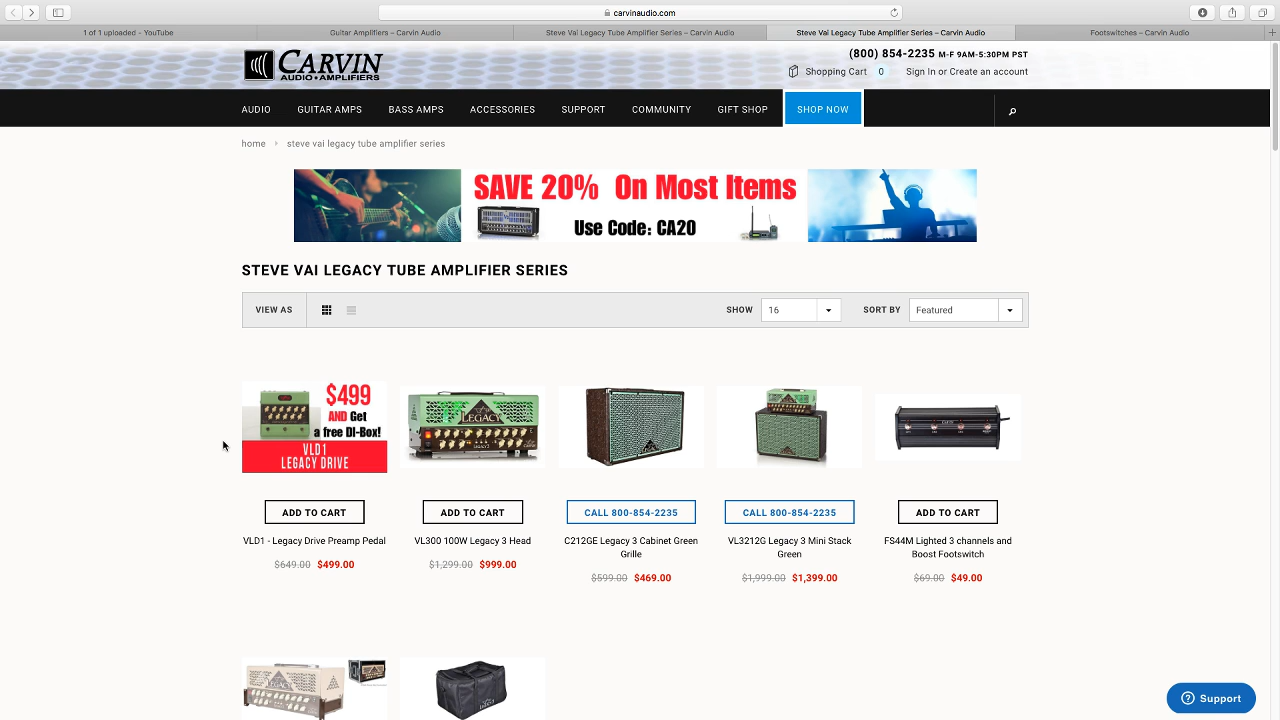 carvinaudio.com
1 of 1 uploaded - YouTube
Guitar Amplifiers – Carvin Audio
Steve Vai Legacy Tube Amplifier Series – Carvin Audio
Steve Vai Legacy Tube Amplifier Series – Carvin Audio
Footswitches – Carvin Audio
CARVIN
AUDIO•AMPLIFIERS
(800) 854-2235 M-F 9AM-5:30PM PST
Shopping Cart 0 Sign In or Create an account
AUDIO GUITAR AMPS BASS AMPS ACCESSORIES SUPPORT COMMUNITY GIFT SHOP SHOP NOW
home steve vai legacy tube amplifier series
SAVE 20% On Most Items
Use Code: CA20
STEVE VAI LEGACY TUBE AMPLIFIER SERIES
VIEW AS SHOW 16 SORT BY Featured
$499
AND Get
a free DI-Box!
VLD1
LEGACY DRIVE
LEGACY
ADD TO CART
ADD TO CART
CALL 800-854-2235
CALL 800-854-2235
ADD TO CART
VLD1 - Legacy Drive Preamp Pedal
$649.00 $499.00
VL300 100W Legacy 3 Head
$1,299.00 $999.00
C212GE Legacy 3 Cabinet Green
Grille
$599.00 $469.00
VL3212G Legacy 3 Mini Stack
Green
$1,999.00 $1,399.00
FS44M Lighted 3 channels and
Boost Footswitch
$69.00 $49.00
LEGACY
Support